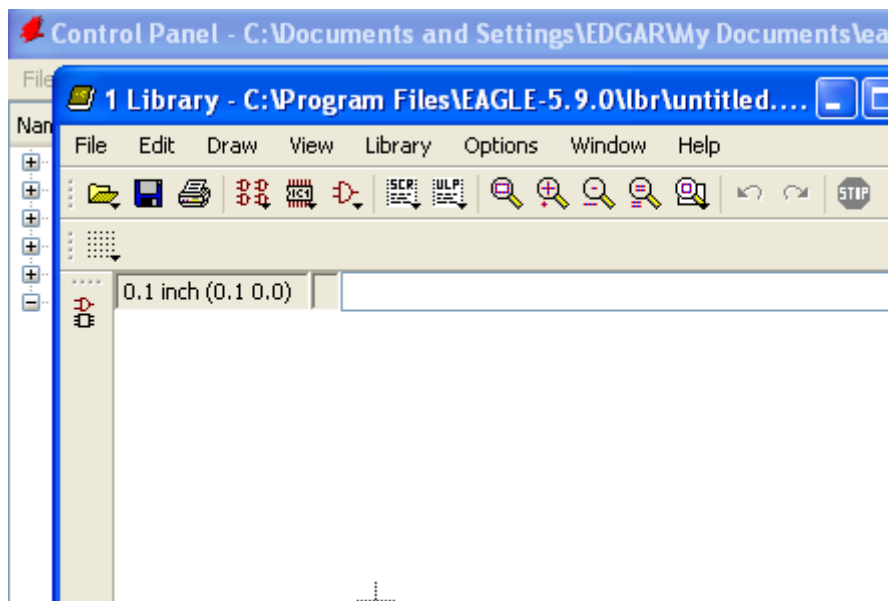 Control Panel - C:\Documents and Settings\EDGAR\My Documents\ea
File
1 Library - C:\Program Files\EAGLE-5.9.0\lbr\untitled....
Nan
File Edit Draw View Library Options Window Help
IC1 SCR ULP STOP
0.1 inch (0.1 0.0)